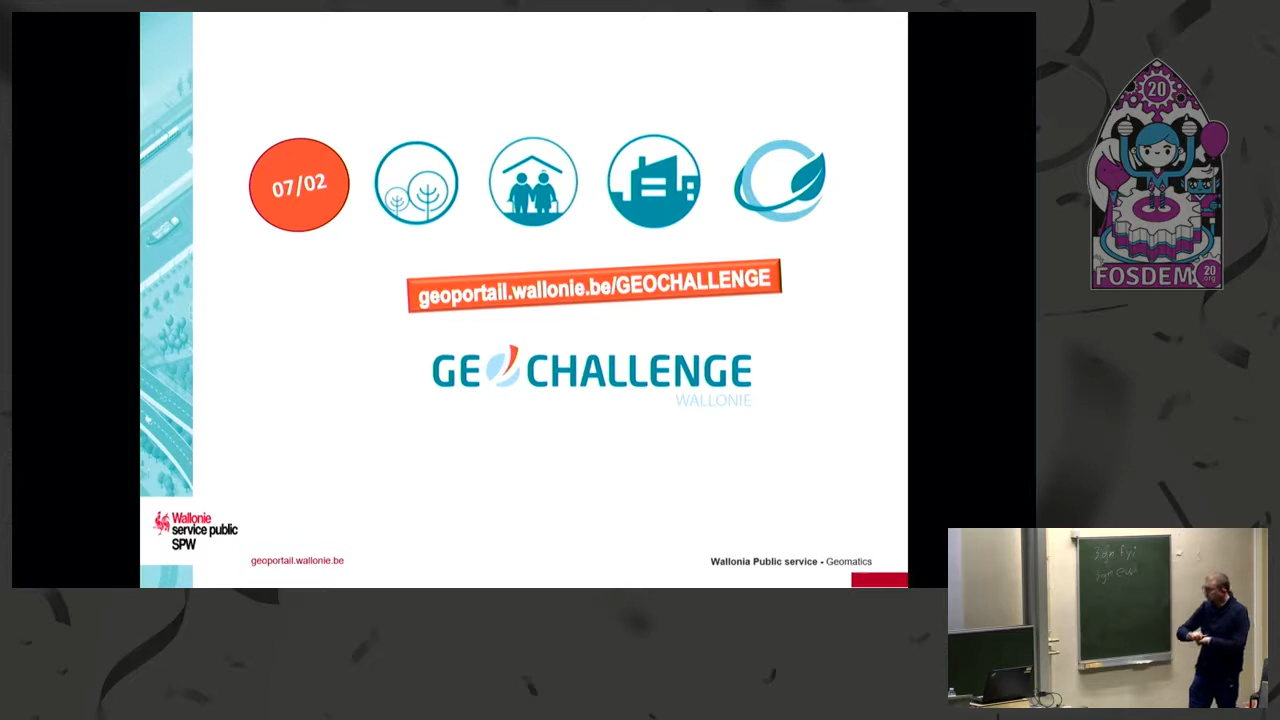 07/02
geoportail.wallonie.be/GEOCHALLENGE
GEOCHALLENGE
WALLONIE
Wallonie
service public
SPW
geoportail.wallonie.be
Wallonia Public service - Geomatics
20
FOSDEM 20
.org